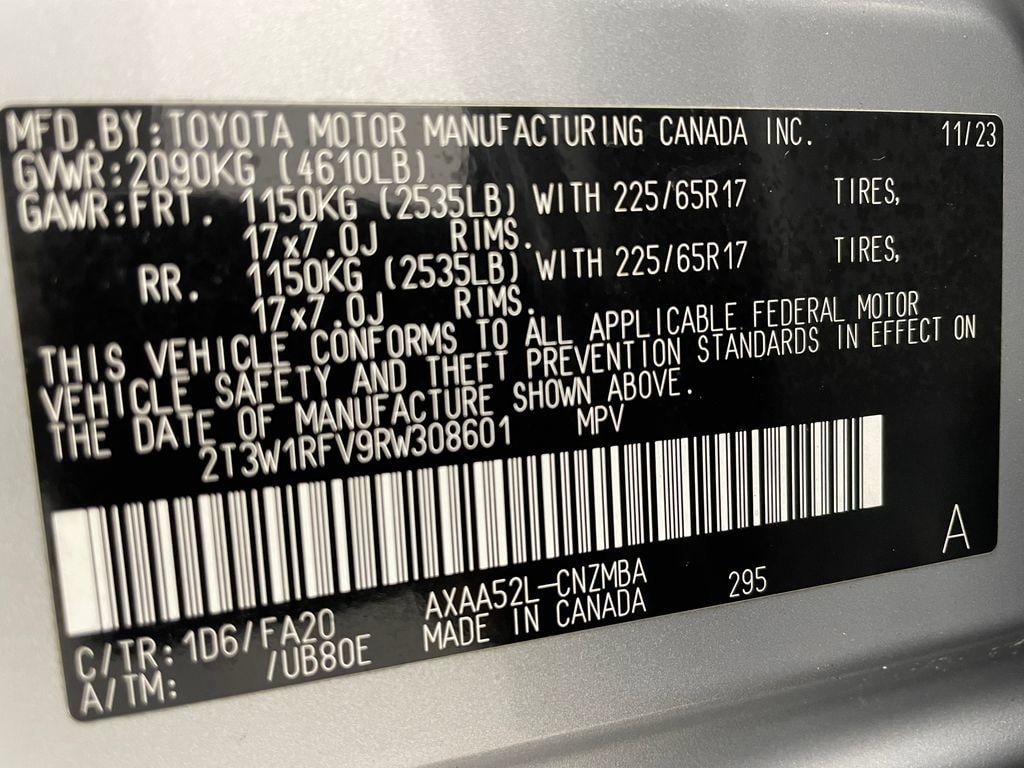 MFD.BY:TOYOTA MOTOR MANUFACTURING CANADA INC. 11/23
GVWR:2090KG (4610LB)
GAWR:FRT. 1150KG (2535LB) WITH 225/65R17 TIRES,
17x7.0J RIMS.
RR. 1150KG (2535LB) WITH 225/65R17 TIRES,
17x7.0J RIMS.
THIS VEHICLE CONFORMS TO ALL APPLICABLE FEDERAL MOTOR
VEHICLE SAFETY AND THEFT PREVENTION STANDARDS IN EFFECT ON
THE DATE OF MANUFACTURE SHOWN ABOVE.
2T3W1RFV9RW308601 MPV
A
C/TR:1D6/FA20 AXAA52L-CNZMBA 295
A/TM: /UB80E MADE IN CANADA